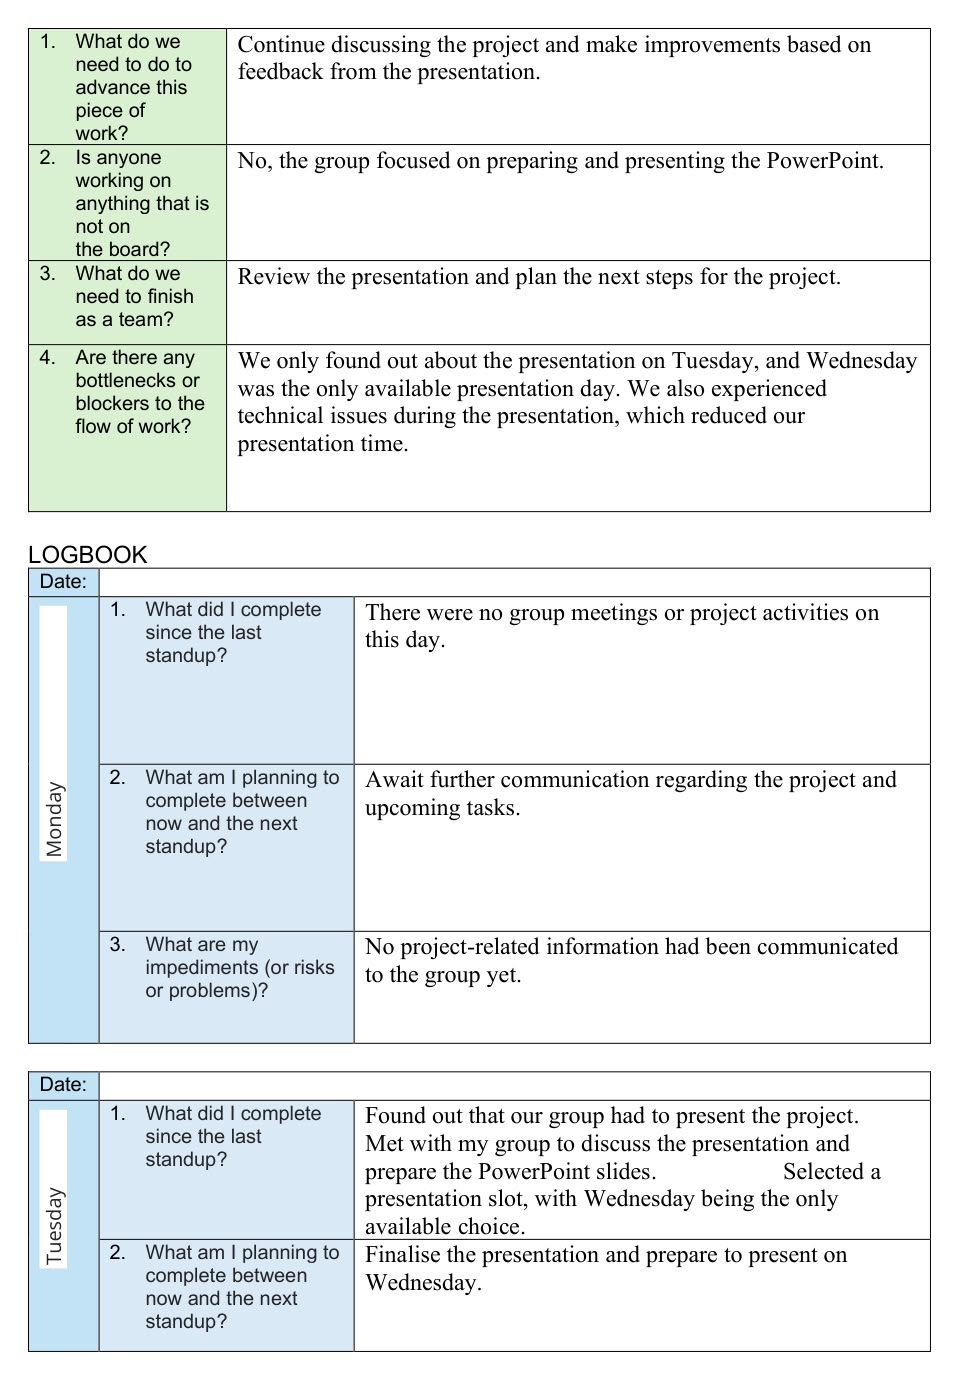 1. What do we need to do to advance this piece of work?
Continue discussing the project and make improvements based on
feedback from the presentation.
2. Is anyone working on anything that is not on the board?
No, the group focused on preparing and presenting the PowerPoint.
3. What do we need to finish as a team?
Review the presentation and plan the next steps for the project.
4. Are there any bottlenecks or blockers to the flow of work?
We only found out about the presentation on Tuesday, and Wednesday
was the only available presentation day. We also experienced
technical issues during the presentation, which reduced our
presentation time.
LOGBOOK
Date:
Monday
1. What did I complete since the last standup?
There were no group meetings or project activities on
this day.
2. What am I planning to complete between now and the next standup?
Await further communication regarding the project and
upcoming tasks.
3. What are my impediments (or risks or problems)?
No project-related information had been communicated
to the group yet.
Date:
Tuesday
1. What did I complete since the last standup?
Found out that our group had to present the project.
Met with my group to discuss the presentation and
prepare the PowerPoint slides. Selected a
presentation slot, with Wednesday being the only
available choice.
2. What am I planning to complete between now and the next standup?
Finalise the presentation and prepare to present on
Wednesday.